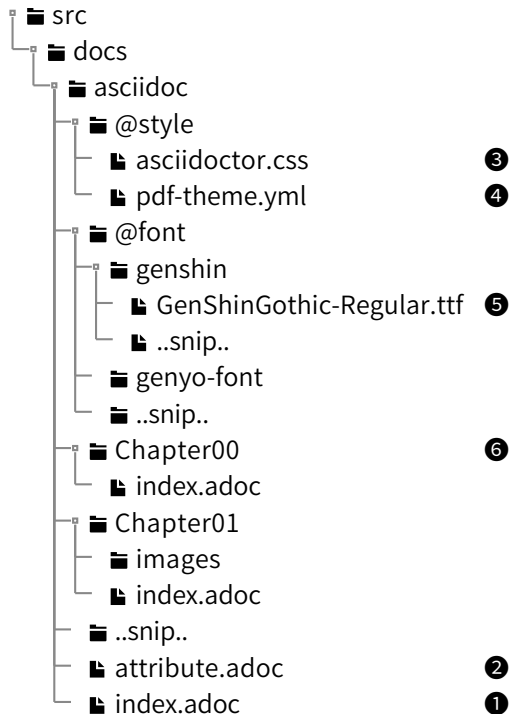 src
docs
asciidoc
@style
asciidoctor.css ❸
pdf-theme.yml ❹
@font
genshin
GenShinGothic-Regular.ttf ❺
..snip..
genyo-font
..snip..
Chapter00 ❻
index.adoc
Chapter01
images
index.adoc
..snip..
attribute.adoc ❷
index.adoc ❶